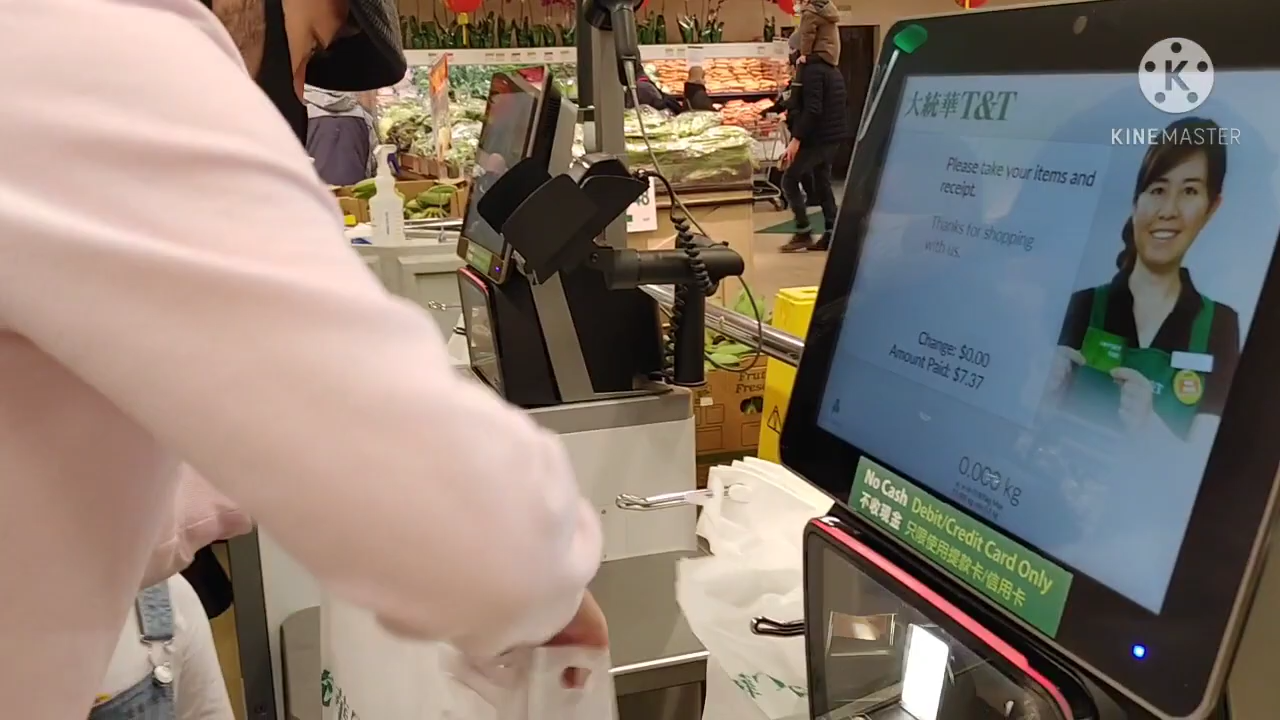 K
KINEMASTER
大統華T&T
Please take your items and
receipt.
Thanks for shopping
with us.
Change: $0.00
Amount Paid: $7.37
0.000 kg
No Cash Debit/Credit Card Only
不收現金 只限使用提款卡/信用卡
Fresh